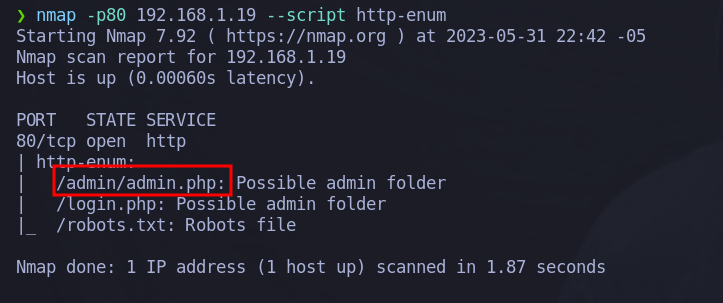 ❯ nmap -p80 192.168.1.19 --script http-enum
Starting Nmap 7.92 ( https://nmap.org ) at 2023-05-31 22:42 -05
Nmap scan report for 192.168.1.19
Host is up (0.00060s latency).
PORT   STATE SERVICE
80/tcp open  http
| http-enum:
|   /admin/admin.php: Possible admin folder
|   /login.php: Possible admin folder
|_  /robots.txt: Robots file
Nmap done: 1 IP address (1 host up) scanned in 1.87 seconds